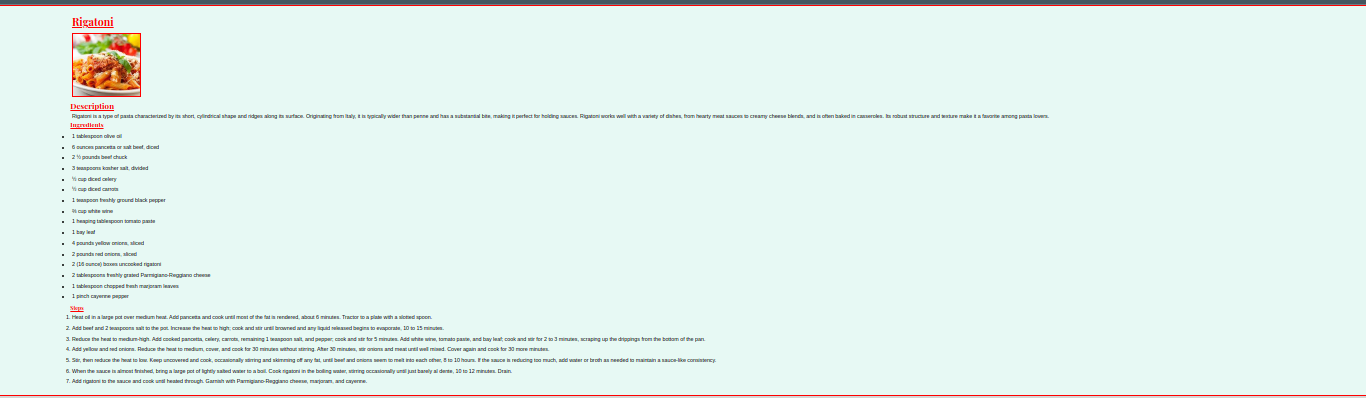 Rigatoni
Description
Rigatoni is a type of pasta characterized by its short, cylindrical shape and ridges along its surface. Originating from Italy, it is typically wider than penne and has a substantial bite, making it perfect for holding sauces. Rigatoni works well with a variety of dishes, from hearty meat sauces to creamy cheese blends, and is often baked in casseroles. Its robust structure and texture make it a favorite among pasta lovers.
Ingredients
1 tablespoon olive oil
6 ounces pancetta or salt beef, diced
2 ½ pounds beef chuck
3 teaspoons kosher salt, divided
½ cup diced celery
½ cup diced carrots
1 teaspoon freshly ground black pepper
⅔ cup white wine
1 heaping tablespoon tomato paste
1 bay leaf
4 pounds yellow onions, sliced
2 pounds red onions, sliced
2 (16 ounce) boxes uncooked rigatoni
2 tablespoons freshly grated Parmigiano-Reggiano cheese
1 tablespoon chopped fresh marjoram leaves
1 pinch cayenne pepper
Steps
1. Heat oil in a large pot over medium heat. Add pancetta and cook until most of the fat is rendered, about 6 minutes. Tractor to a plate with a slotted spoon.
2. Add beef and 2 teaspoons salt to the pot. Increase the heat to high; cook and stir until browned and any liquid released begins to evaporate, 10 to 15 minutes.
3. Reduce the heat to medium-high. Add cooked pancetta, celery, carrots, remaining 1 teaspoon salt, and pepper; cook and stir for 5 minutes. Add white wine, tomato paste, and bay leaf; cook and stir for 2 to 3 minutes, scraping up the drippings from the bottom of the pan.
4. Add yellow and red onions. Reduce the heat to medium, cover, and cook for 30 minutes without stirring. After 30 minutes, stir onions and meat until well mixed. Cover again and cook for 30 more minutes.
5. Stir, then reduce the heat to low. Keep uncovered and cook, occasionally stirring and skimming off any fat, until beef and onions seem to melt into each other, 8 to 10 hours. If the sauce is reducing too much, add water or broth as needed to maintain a sauce-like consistency.
6. When the sauce is almost finished, bring a large pot of lightly salted water to a boil. Cook rigatoni in the boiling water, stirring occasionally until just barely al dente, 10 to 12 minutes. Drain.
7. Add rigatoni to the sauce and cook until heated through. Garnish with Parmigiano-Reggiano cheese, marjoram, and cayenne.